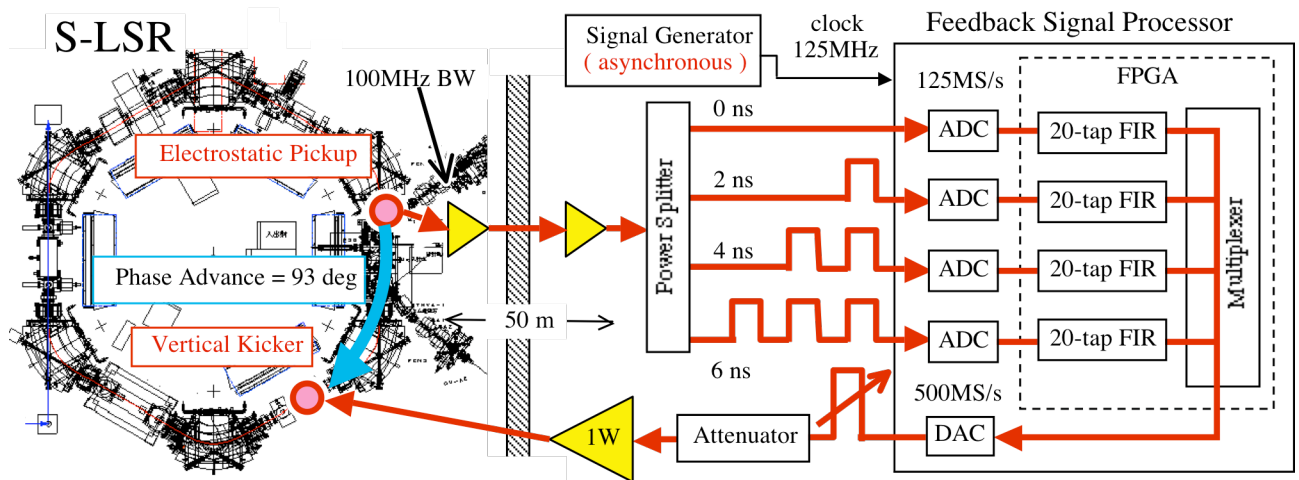 S-LSR
100MHz BW
Electrostatic Pickup
Phase Advance = 93 deg
Vertical Kicker
50 m
Signal Generator
( asynchronous )
clock
125MHz
Feedback Signal Processor
FPGA
125MS/s
Power Splitter
0 ns
2 ns
4 ns
6 ns
ADC
20-tap FIR
ADC
20-tap FIR
ADC
20-tap FIR
ADC
20-tap FIR
Multiplexer
500MS/s
DAC
Attenuator
1W